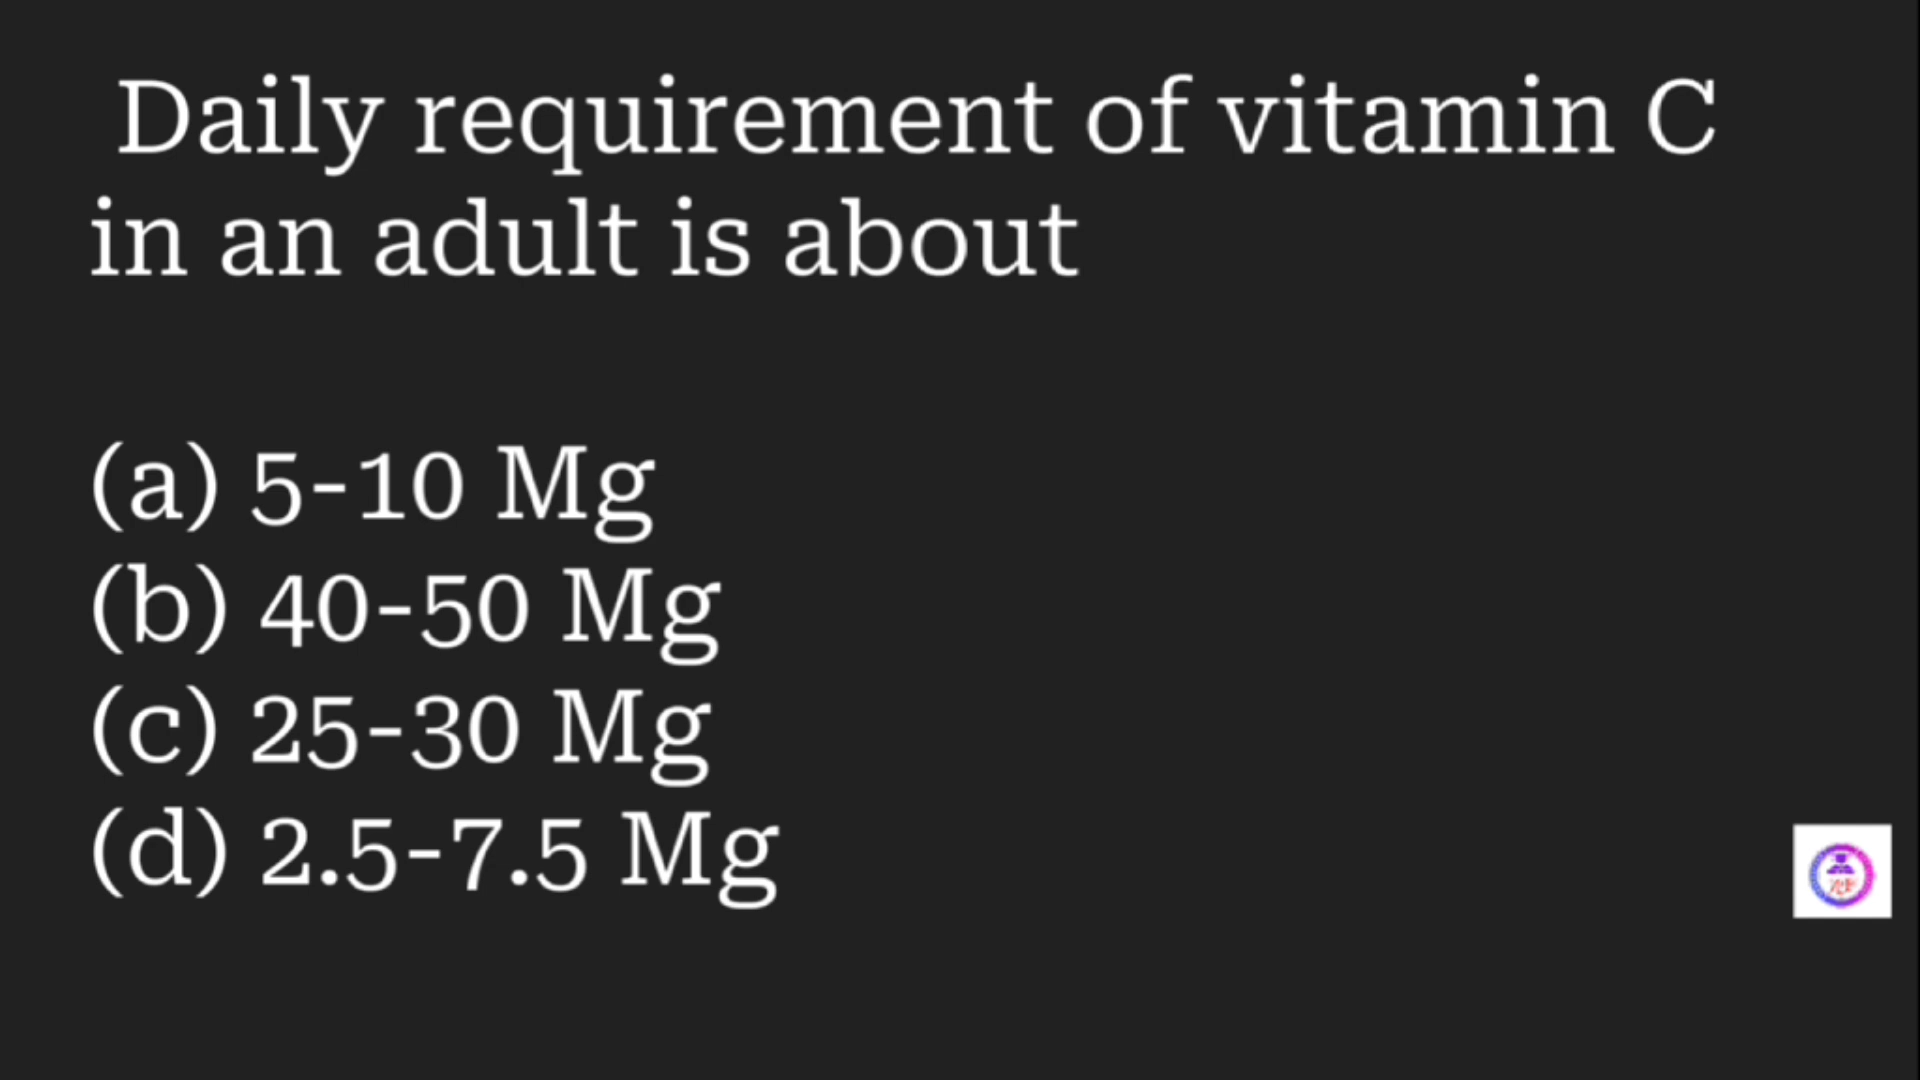 Daily requirement of vitamin C
in an adult is about
(a) 5-10 Mg
(b) 40-50 Mg
(c) 25-30 Mg
(d) 2.5-7.5 Mg